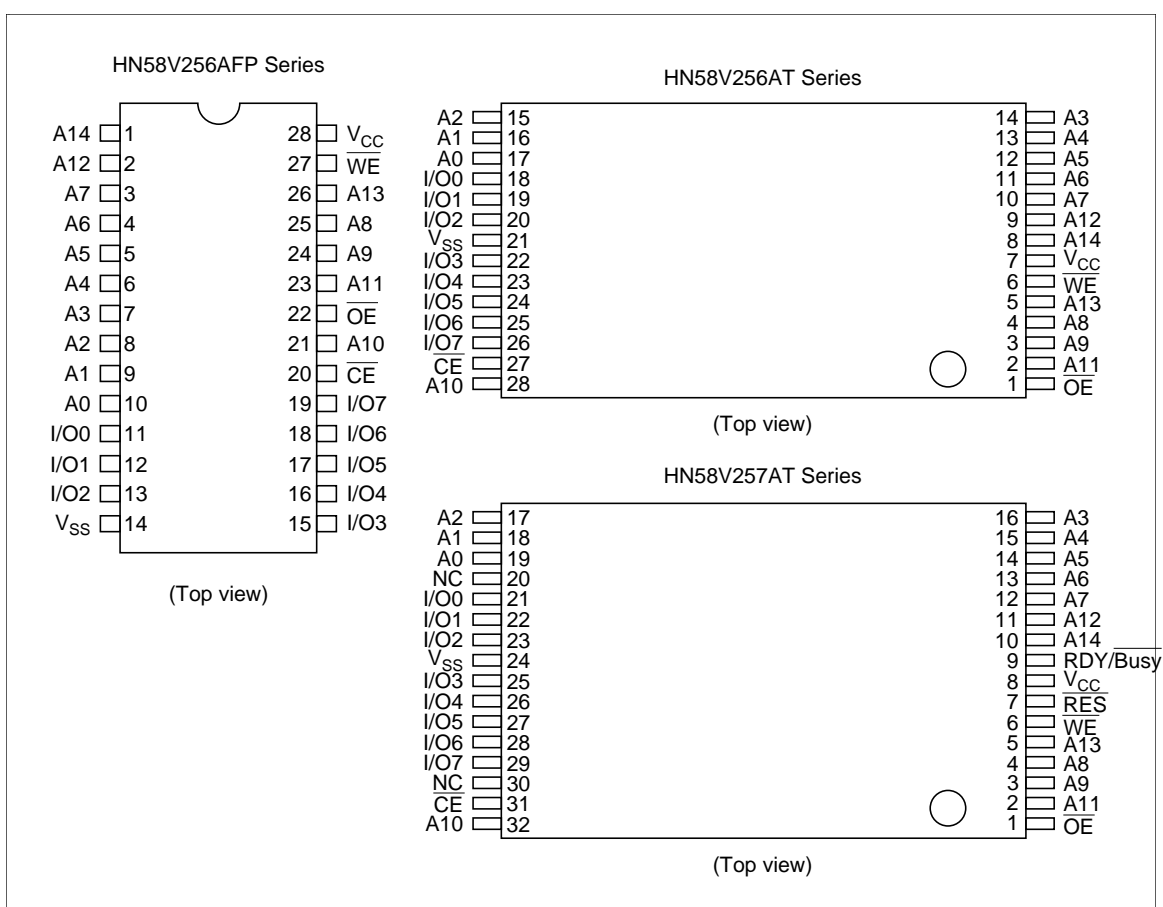 HN58V256AFP Series
A14 1 28 VCC
A12 2 27 WE
A7 3 26 A13
A6 4 25 A8
A5 5 24 A9
A4 6 23 A11
A3 7 22 OE
A2 8 21 A10
A1 9 20 CE
A0 10 19 I/O7
I/O0 11 18 I/O6
I/O1 12 17 I/O5
I/O2 13 16 I/O4
VSS 14 15 I/O3
(Top view)
HN58V256AT Series
A2 15 14 A3
A1 16 13 A4
A0 17 12 A5
I/O0 18 11 A6
I/O1 19 10 A7
I/O2 20 9 A12
VSS 21 8 A14
I/O3 22 7 VCC
I/O4 23 6 WE
I/O5 24 5 A13
I/O6 25 4 A8
I/O7 26 3 A9
CE 27 2 A11
A10 28 1 OE
(Top view)
HN58V257AT Series
A2 17 16 A3
A1 18 15 A4
A0 19 14 A5
NC 20 13 A6
I/O0 21 12 A7
I/O1 22 11 A12
I/O2 23 10 A14
VSS 24 9 RDY/Busy
I/O3 25 8 VCC
I/O4 26 7 RES
I/O5 27 6 WE
I/O6 28 5 A13
I/O7 29 4 A8
NC 30 3 A9
CE 31 2 A11
A10 32 1 OE
(Top view)